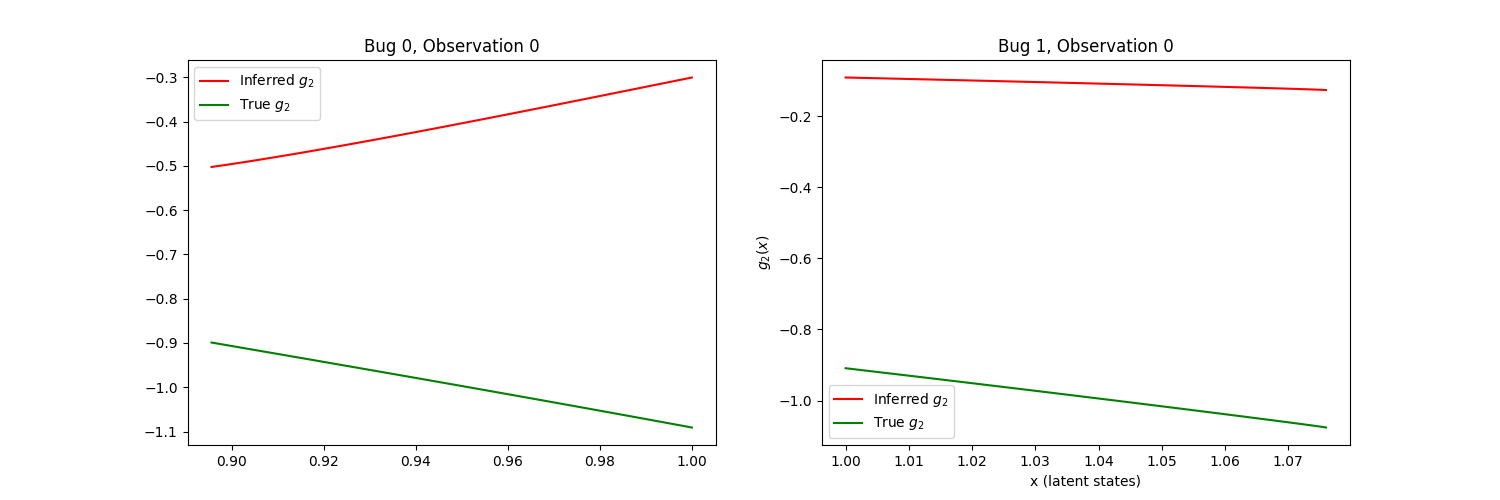 Bug 0, Observation 0
Inferred g₂
True g₂
−0.3
−0.4
−0.5
−0.6
−0.7
−0.8
−0.9
−1.0
−1.1
0.90 0.92 0.94 0.96 0.98 1.00
Bug 1, Observation 0
g₂(x)
−0.2
−0.4
−0.6
−0.8
−1.0
Inferred g₂
True g₂
1.00 1.01 1.02 1.03 1.04 1.05 1.06 1.07
x (latent states)